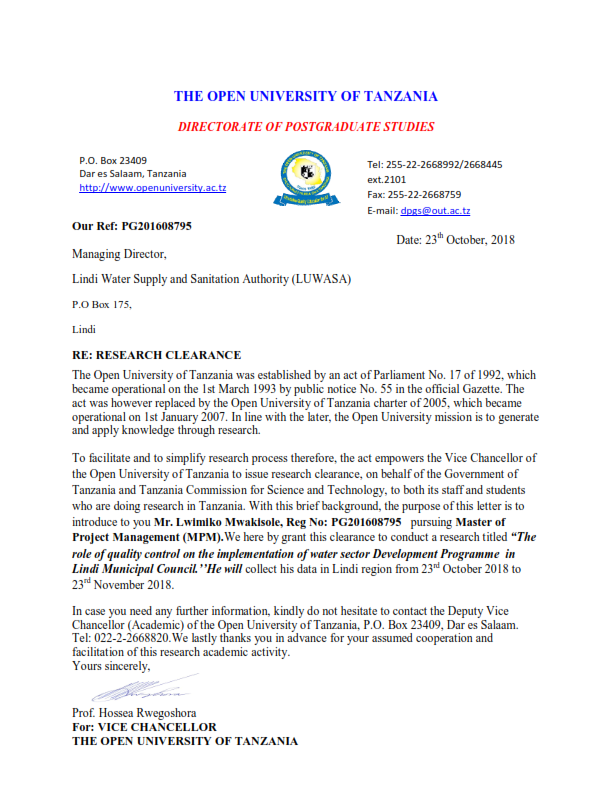 THE OPEN UNIVERSITY OF TANZANIA
DIRECTORATE OF POSTGRADUATE STUDIES
P.O. Box 23409
Dar es Salaam, Tanzania
http://www.openuniversity.ac.tz
Tel: 255-22-2668992/2668445
ext.2101
Fax: 255-22-2668759
E-mail: dpgs@out.ac.tz
Our Ref: PG201608795
Date: 23th October, 2018
Managing Director,
Lindi Water Supply and Sanitation Authority (LUWASA)
P.O Box 175,
Lindi
RE: RESEARCH CLEARANCE
The Open University of Tanzania was established by an act of Parliament No. 17 of 1992, which
became operational on the 1st March 1993 by public notice No. 55 in the official Gazette. The
act was however replaced by the Open University of Tanzania charter of 2005, which became
operational on 1st January 2007. In line with the later, the Open University mission is to generate
and apply knowledge through research.
To facilitate and to simplify research process therefore, the act empowers the Vice Chancellor of
the Open University of Tanzania to issue research clearance, on behalf of the Government of
Tanzania and Tanzania Commission for Science and Technology, to both its staff and students
who are doing research in Tanzania. With this brief background, the purpose of this letter is to
introduce to you Mr. Lwimiko Mwakisole, Reg No: PG201608795 pursuing Master of
Project Management (MPM).We here by grant this clearance to conduct a research titled “The
role of quality control on the implementation of water sector Development Programme in
Lindi Municipal Council.’’He will collect his data in Lindi region from 23rd October 2018 to
23rd November 2018.
In case you need any further information, kindly do not hesitate to contact the Deputy Vice
Chancellor (Academic) of the Open University of Tanzania, P.O. Box 23409, Dar es Salaam.
Tel: 022-2-2668820.We lastly thanks you in advance for your assumed cooperation and
facilitation of this research academic activity.
Yours sincerely,
Prof. Hossea Rwegoshora
For: VICE CHANCELLOR
THE OPEN UNIVERSITY OF TANZANIA